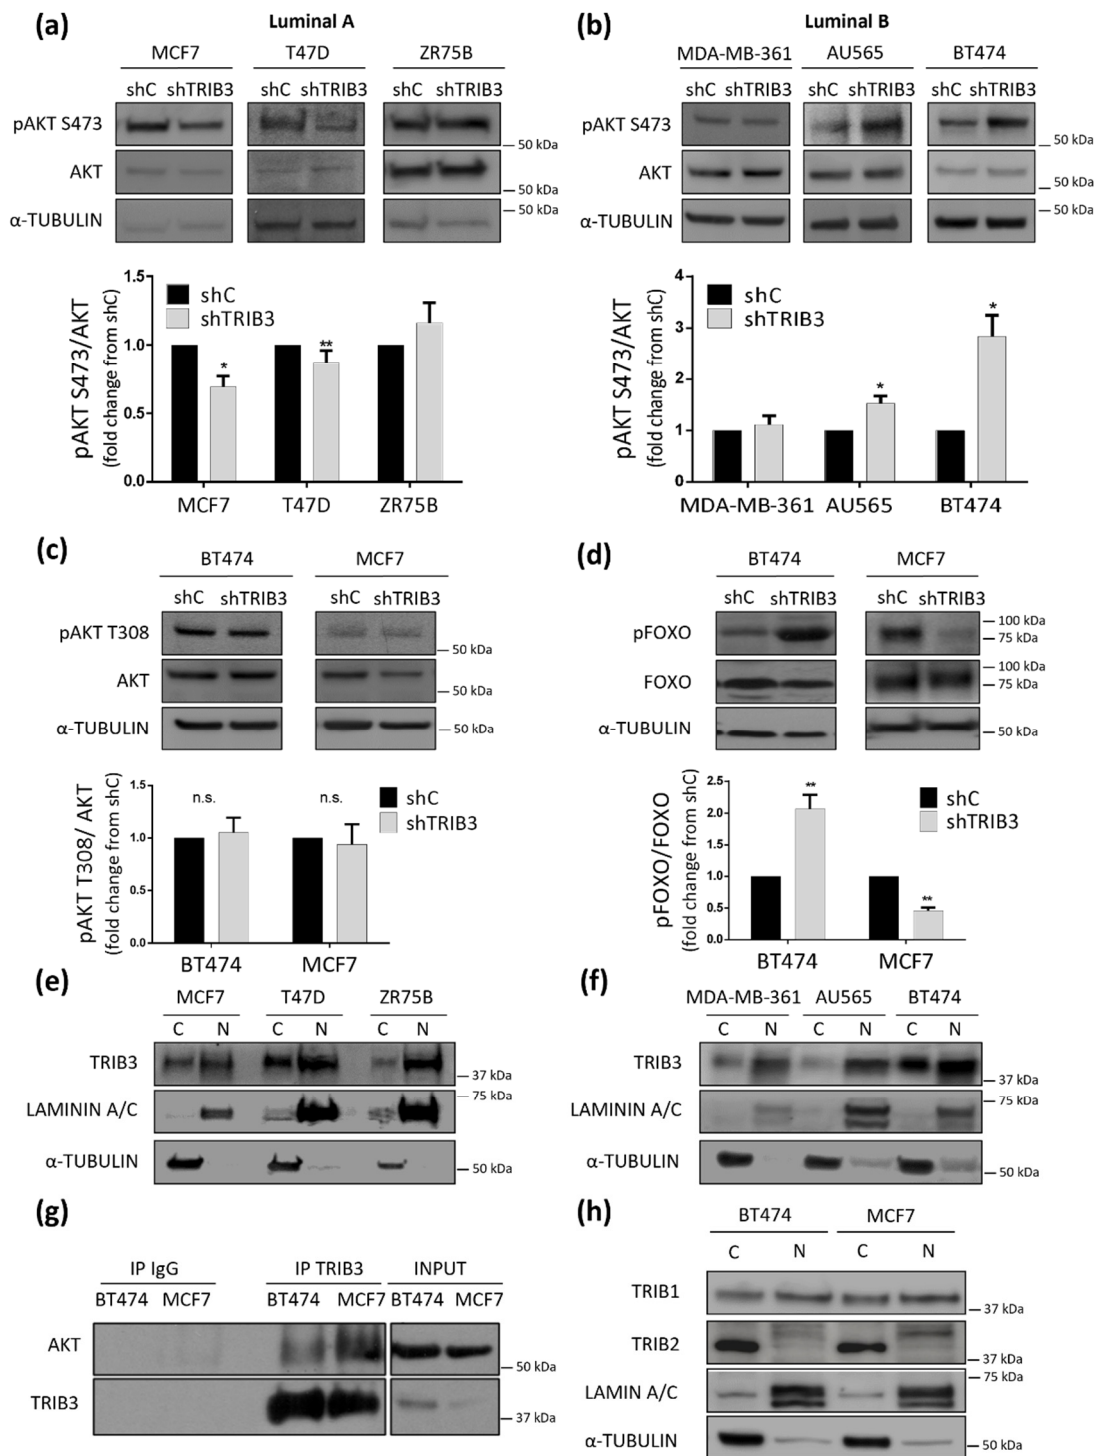 (a)
Luminal A
MCF7 T47D ZR75B
shC shTRIB3 shC shTRIB3 shC shTRIB3
pAKT S473
50 kDa
AKT
50 kDa
α-TUBULIN
50 kDa
pAKT S473/AKT
(fold change from shC)
1.5
1.0
0.5
0.0
shC
shTRIB3
* **
MCF7 T47D ZR75B
(b)
Luminal B
MDA-MB-361 AU565 BT474
shC shTRIB3 shC shTRIB3 shC shTRIB3
pAKT S473
50 kDa
AKT
50 kDa
α-TUBULIN
50 kDa
pAKT S473/AKT
(fold change from shC)
4
3
2
1
0
shC
shTRIB3
* *
MDA-MB-361 AU565 BT474
(c)
BT474 MCF7
shC shTRIB3 shC shTRIB3
pAKT T308
50 kDa
AKT
50 kDa
α-TUBULIN
50 kDa
pAKT T308/ AKT
(fold change from shC)
1.5
1.0
0.5
0.0
n.s. n.s.
shC
shTRIB3
BT474 MCF7
(d)
BT474 MCF7
shC shTRIB3 shC shTRIB3
pFOXO
100 kDa
75 kDa
FOXO
100 kDa
75 kDa
α-TUBULIN
50 kDa
pFOXO/FOXO
(fold change from shC)
2.5
2.0
1.5
1.0
0.5
0.0
** **
shC
shTRIB3
BT474 MCF7
(e)
MCF7 T47D ZR75B
C N C N C N
TRIB3
37 kDa
75 kDa
LAMININ A/C
α-TUBULIN
50 kDa
(f)
MDA-MB-361 AU565 BT474
C N C N C N
TRIB3
37 kDa
75 kDa
LAMININ A/C
α-TUBULIN
50 kDa
(g)
IP IgG IP TRIB3 INPUT
BT474 MCF7 BT474 MCF7 BT474 MCF7
AKT
50 kDa
TRIB3
37 kDa
(h)
BT474 MCF7
C N C N
TRIB1
37 kDa
TRIB2
37 kDa
75 kDa
LAMIN A/C
α-TUBULIN
50 kDa